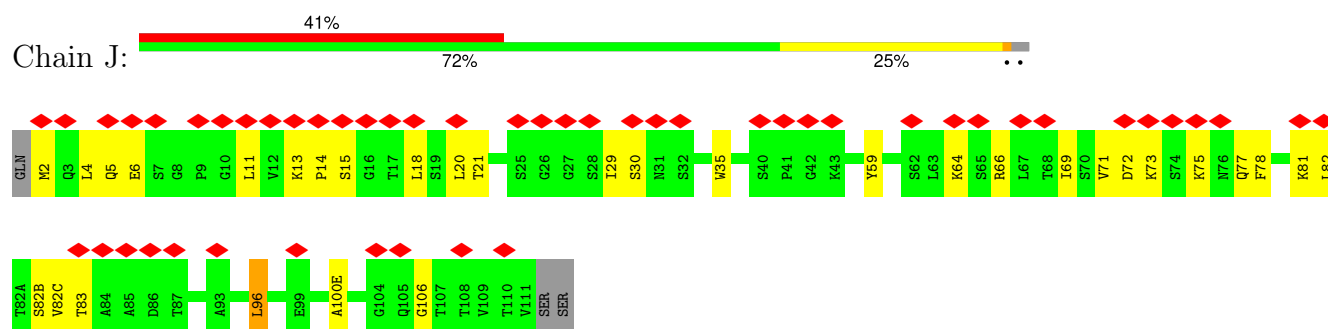 41%
Chain J:
72% 25% • •
GLN M2 Q3 L4 Q5 E6 S7 G8 P9 G10 L11 V12 K13 P14 S15 G16 T17 L18 S19 L20 T21 S25 G26 G27 S28 I29 S30 N31 S32 W35 S40 P41 G42 K43 Y59 S62 L63 K64 S65 R66 L67 T68 I69 S70 V71 D72 K73 S74 K75 N76 Q77 F78 K81 L82
T82A S82B V82C T83 A84 A85 D86 T87 A93 L96 E99 A100E G104 Q105 G106 T107 T108 V109 T110 V111 SER SER